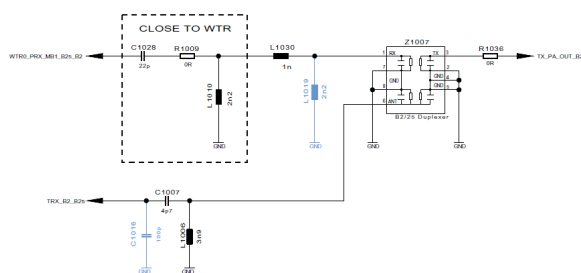 CLOSE TO WTR
C1028
22p
R1009
0R
WTR0_PRX_MB1_B2s_B2
L1010
2n2
GND
L1030
1n
L1019
2n2
GND
Z1007
1
RX
TX
3
7
GND
GND
2
4
8
GND
5
6
ANT
B2/25 Duplexer
GND
GND
R1036
0R
TX_PA_OUT_B2
TRX_B2_B2s
C1007
4p7
C1016
100p
GND
L1006
3n9
GND